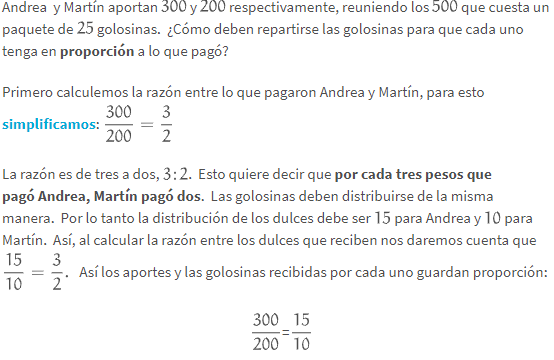 Andrea y Martín aportan 300 y 200 respectivamente, reuniendo los 500 que cuesta un
paquete de 25 golosinas. ¿Cómo deben repartirse las golosinas para que cada uno
tenga en proporción a lo que pagó?
Primero calculemos la razón entre lo que pagaron Andrea y Martín, para esto
simplificamos: 300/200 = 3/2
La razón es de tres a dos, 3:2. Esto quiere decir que por cada tres pesos que
pagó Andrea, Martín pagó dos. Las golosinas deben distribuirse de la misma
manera. Por lo tanto la distribución de los dulces debe ser 15 para Andrea y 10 para
Martín. Así, al calcular la razón entre los dulces que reciben nos daremos cuenta que
15/10 = 3/2. Así los aportes y las golosinas recibidas por cada uno guardan proporción:
300/200 = 15/10